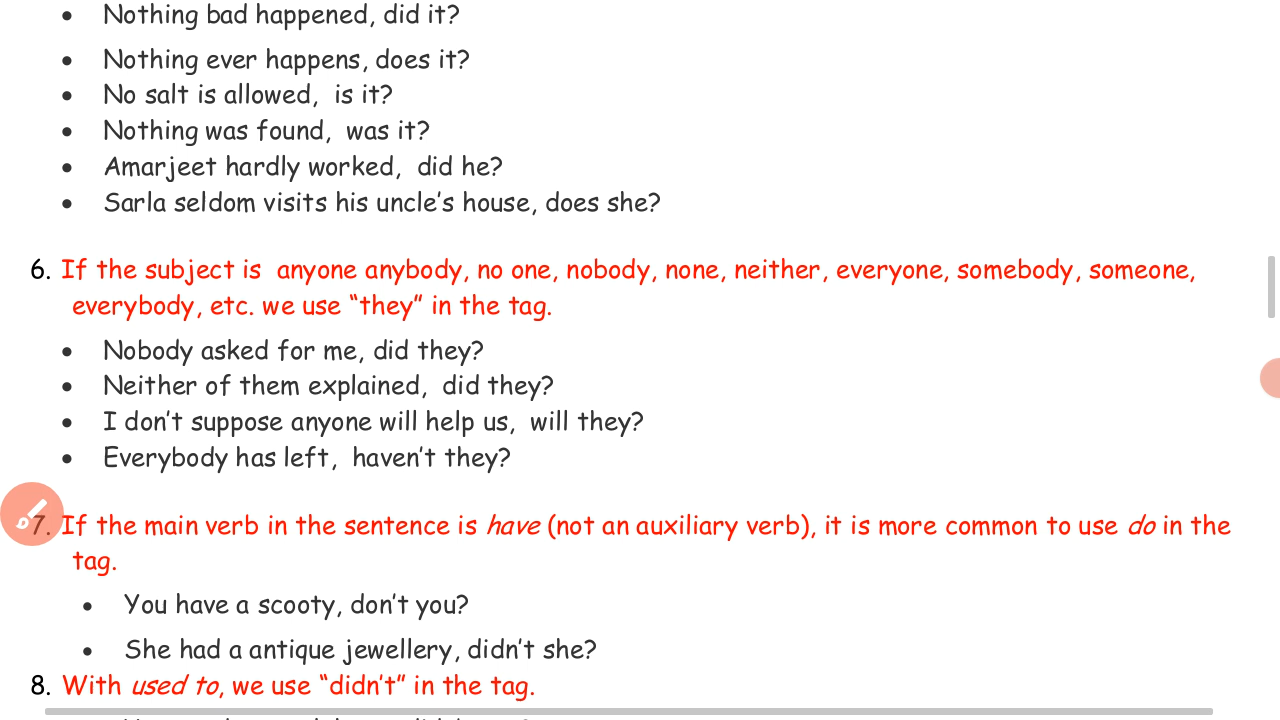 • Nothing bad happened, did it?
• Nothing ever happens, does it?
• No salt is allowed,  is it?
• Nothing was found,  was it?
• Amarjeet hardly worked,  did he?
• Sarla seldom visits his uncle’s house, does she?
6. If the subject is  anyone anybody, no one, nobody, none, neither, everyone, somebody, someone,
everybody, etc. we use “they” in the tag.
• Nobody asked for me, did they?
• Neither of them explained,  did they?
• I don’t suppose anyone will help us,  will they?
• Everybody has left,  haven’t they?
7. If the main verb in the sentence is have (not an auxiliary verb), it is more common to use do in the
tag.
• You have a scooty, don’t you?
• She had a antique jewellery, didn’t she?
8. With used to, we use “didn’t” in the tag.